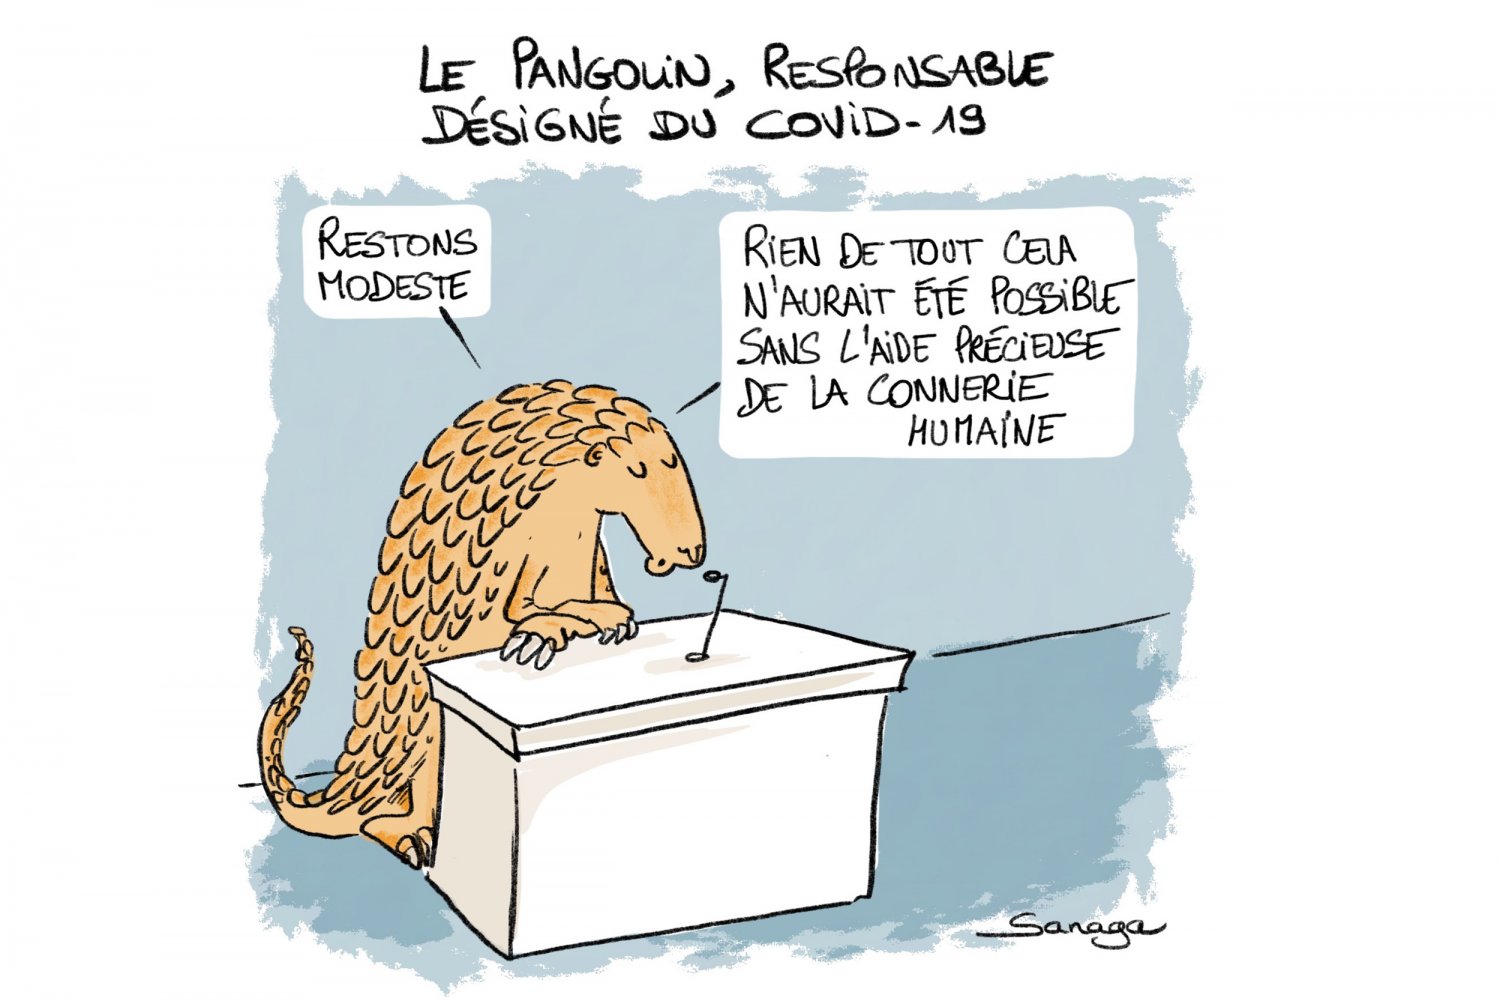 LE PANGOLIN, RESPONSABLE
DÉSIGNÉ DU COVID-19
RESTONS
MODESTE
RIEN DE TOUT CELA
N'AURAIT ÉTÉ POSSIBLE
SANS L'AIDE PRÉCIEUSE
DE LA CONNERIE
HUMAINE
Sanaga